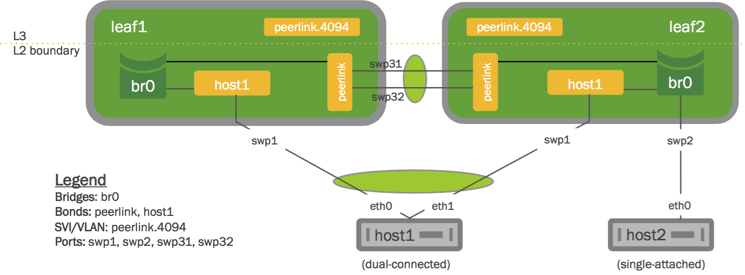 leaf1
peerlink.4094
peerlink.4094
leaf2
L3
L2 boundary
br0
host1
peerlink
swp31
swp32
peerlink
host1
br0
swp1
swp1
swp2
Legend
Bridges: br0
Bonds: peerlink, host1
SVI/VLAN: peerlink.4094
Ports: swp1, swp2, swp31, swp32
eth0
eth1
eth0
host1
host2
(dual-connected)
(single-attached)